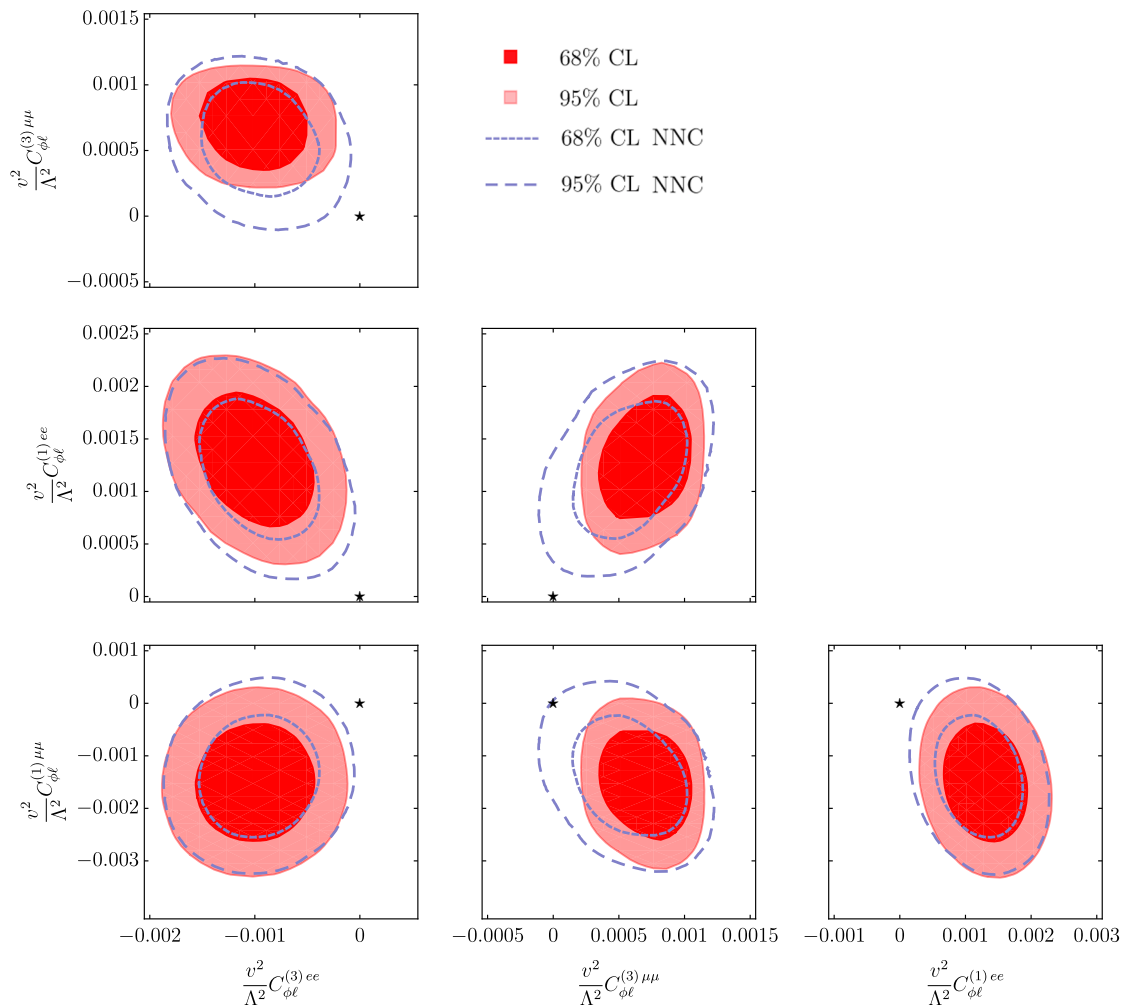 0.0015
0.001
0.0005
0
−0.0005
v²/Λ² C_{ϕℓ}^{(3) μμ}
68% CL
95% CL
68% CL NNC
95% CL NNC
0.0025
0.002
0.0015
0.001
0.0005
0
v²/Λ² C_{ϕℓ}^{(1) ee}
0.001
0
−0.001
−0.002
−0.003
v²/Λ² C_{ϕℓ}^{(1) μμ}
−0.002 −0.001 0
−0.0005 0 0.0005 0.001 0.0015
−0.001 0 0.001 0.002 0.003
v²/Λ² C_{ϕℓ}^{(3) ee}
v²/Λ² C_{ϕℓ}^{(3) μμ}
v²/Λ² C_{ϕℓ}^{(1) ee}